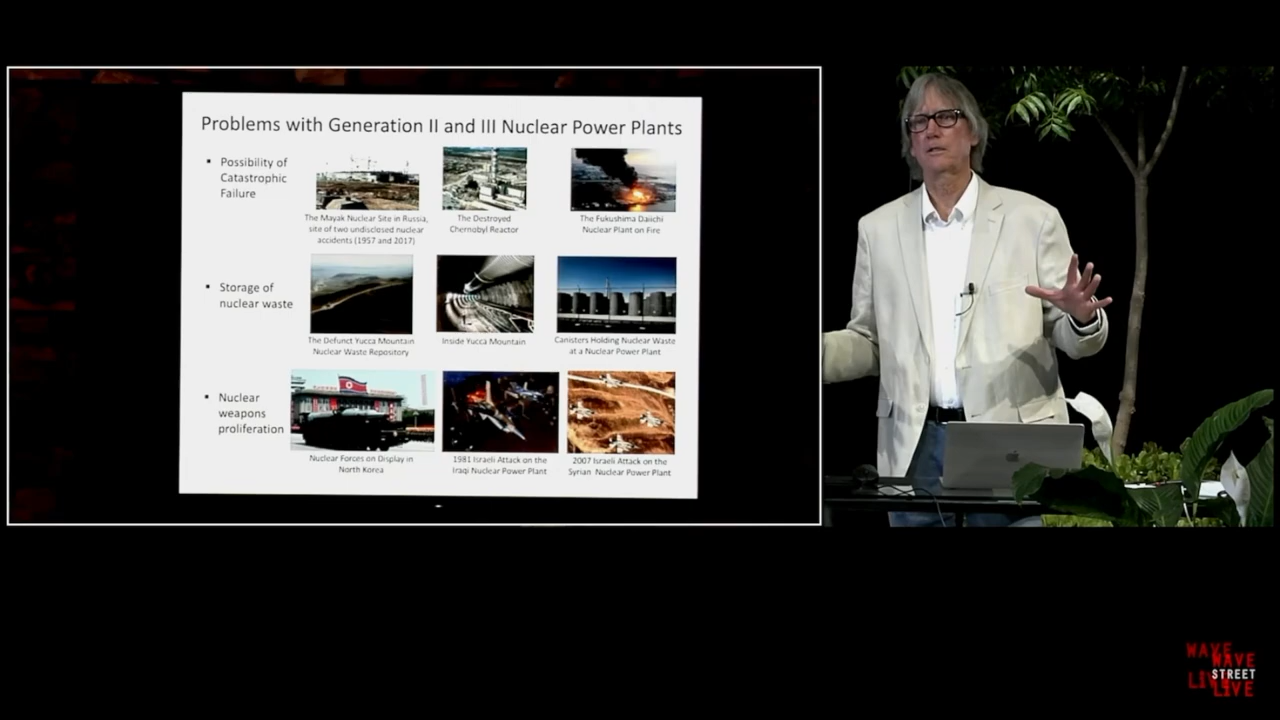 Problems with Generation II and III Nuclear Power Plants
▪ Possibility of
Catastrophic
Failure
The Mayak Nuclear Site in Russia,
site of two undisclosed nuclear
accidents (1957 and 2017)
The Destroyed
Chernobyl Reactor
The Fukushima Daiichi
Nuclear Plant on Fire
▪ Storage of
nuclear waste
The Defunct Yucca Mountain
Nuclear Waste Repository
Inside Yucca Mountain
Canisters Holding Nuclear Waste
at a Nuclear Power Plant
▪ Nuclear
weapons
proliferation
Nuclear Forces on Display in
North Korea
1981 Israeli Attack on the
Iraqi Nuclear Power Plant
2007 Israeli Attack on the
Syrian Nuclear Power Plant
WAVE
WAVE
STREET
LIVE
LIVE